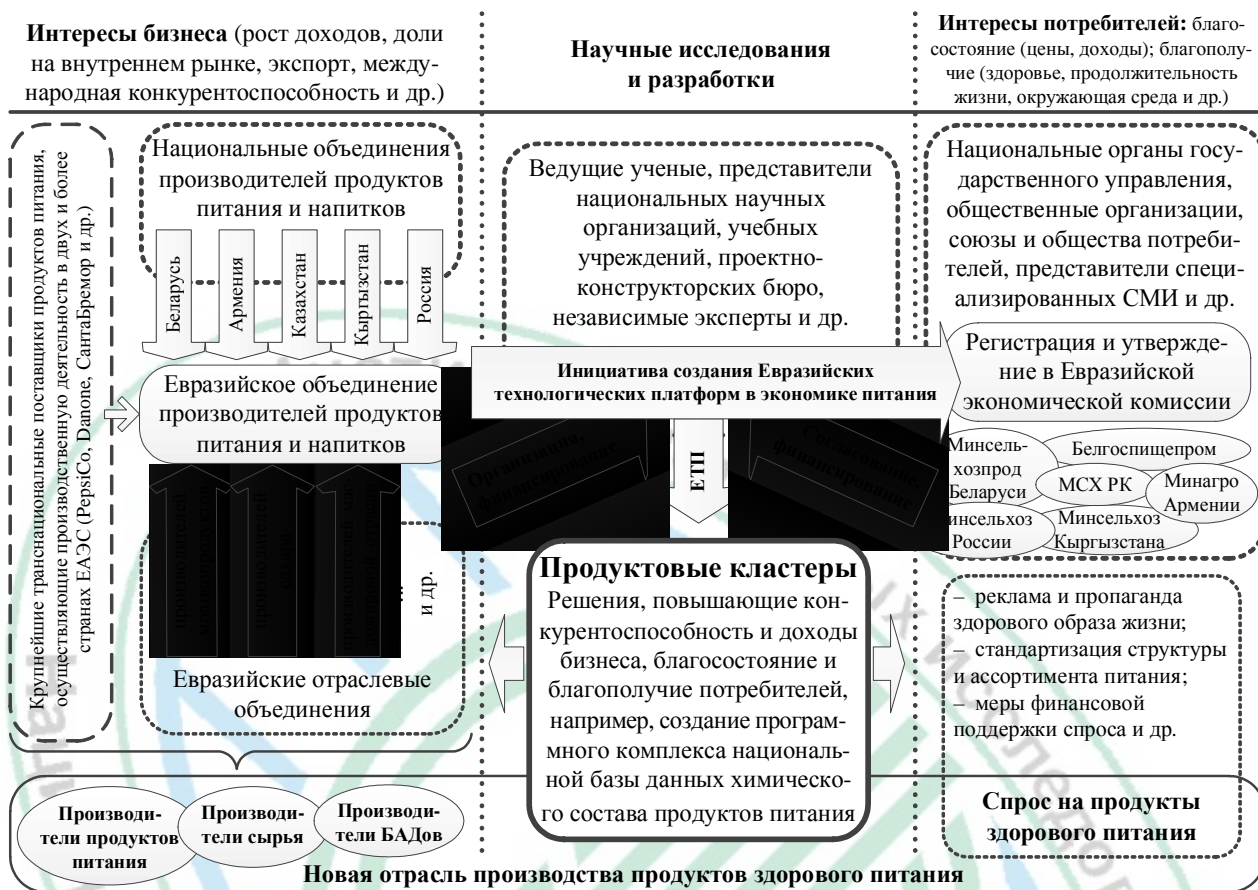 Интересы бизнеса (рост доходов, доли
на внутреннем рынке, экспорт, между-
народная конкурентоспособность и др.)
Научные исследования
и разработки
Интересы потребителей: благо-
состояние (цены, доходы); благополу-
чие (здоровье, продолжительность
жизни, окружающая среда и др.)
Крупнейшие транснациональные поставщики продуктов питания,
осуществляющие производственную деятельность в двух и более
странах ЕАЭС (PepsiCo, Danone, СантаБремор и др.)
Национальные объединения
производителей продуктов
питания и напитков
Беларусь
Армения
Казахстан
Кыргызстан
Россия
Евразийское объединение
производителей продуктов
питания и напитков
производителей
молокопродуктов
производителей
производителей мас-
и др.
Евразийские отраслевые
объединения
Ведущие ученые, представители
национальных научных
организаций, учебных
учреждений, проектно-
конструкторских бюро,
независимые эксперты и др.
Инициатива создания Евразийских
технологических платформ в экономике питания
Организация,
финансирование
ЕТП
Согласование,
финансирование
Продуктовые кластеры
Решения, повышающие кон-
курентоспособность и доходы
бизнеса, благосостояние и
благополучие потребителей,
например, создание програм-
много комплекса националь-
ной базы данных химическо-
го состава продуктов питания
Национальные органы госу-
дарственного управления,
общественные организации,
союзы и общества потреби-
телей, представители специ-
ализированных СМИ и др.
Регистрация и утвержде-
ние в Евразийской
экономической комиссии
Минсель-
хозпрод
Беларуси
Белгоспищепром
МСХ РК
Минагро
Армении
инсельхоз
России
Минсельхоз
Кыргызстана
– реклама и пропаганда
здорового образа жизни;
– стандартизация структуры
и ассортимента питания;
– меры финансовой
поддержки спроса и др.
Спрос на продукты
здорового питания
Производи-
тели продуктов
питания
Производи-
тели сырья
Производи-
тели БАДов
Новая отрасль производства продуктов здорового питания